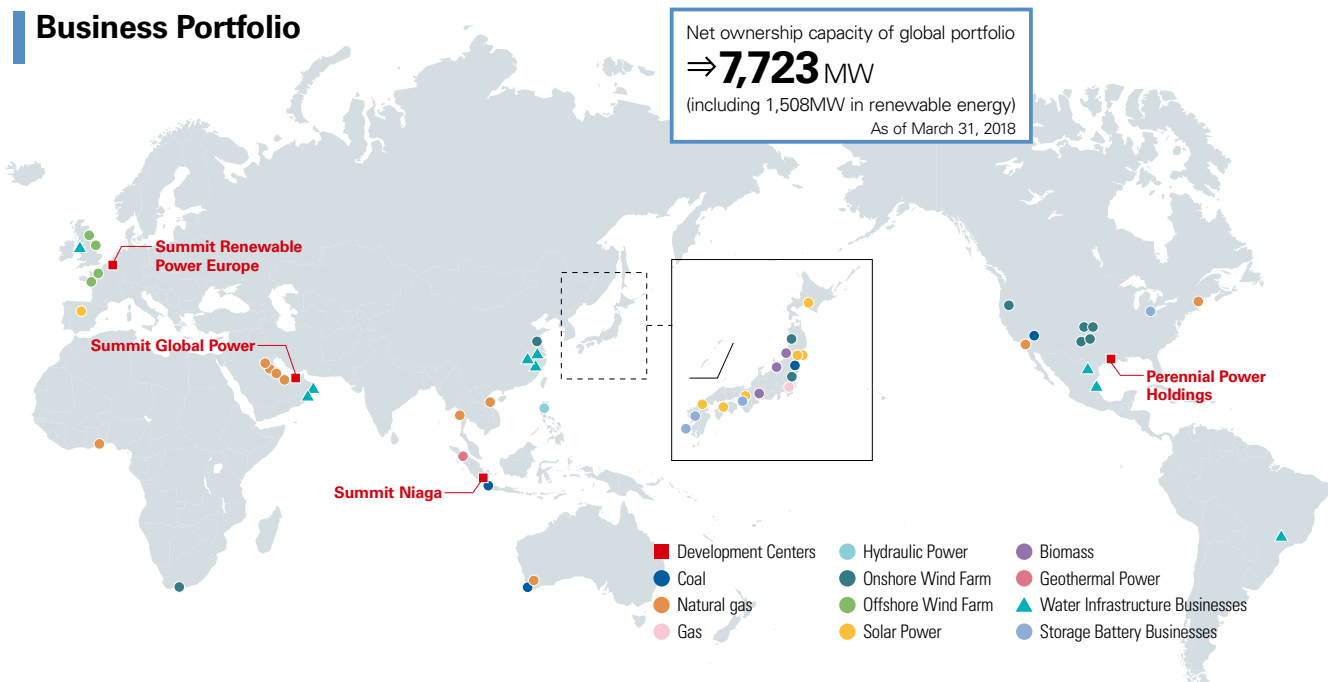 Business Portfolio
Net ownership capacity of global portfolio
⇒7,723 MW
(including 1,508MW in renewable energy)
As of March 31, 2018
Summit Renewable
Power Europe
Summit Global Power
Perennial Power
Holdings
Summit Niaga
Development Centers
Coal
Natural gas
Gas
Hydraulic Power
Onshore Wind Farm
Offshore Wind Farm
Solar Power
Biomass
Geothermal Power
Water Infrastructure Businesses
Storage Battery Businesses